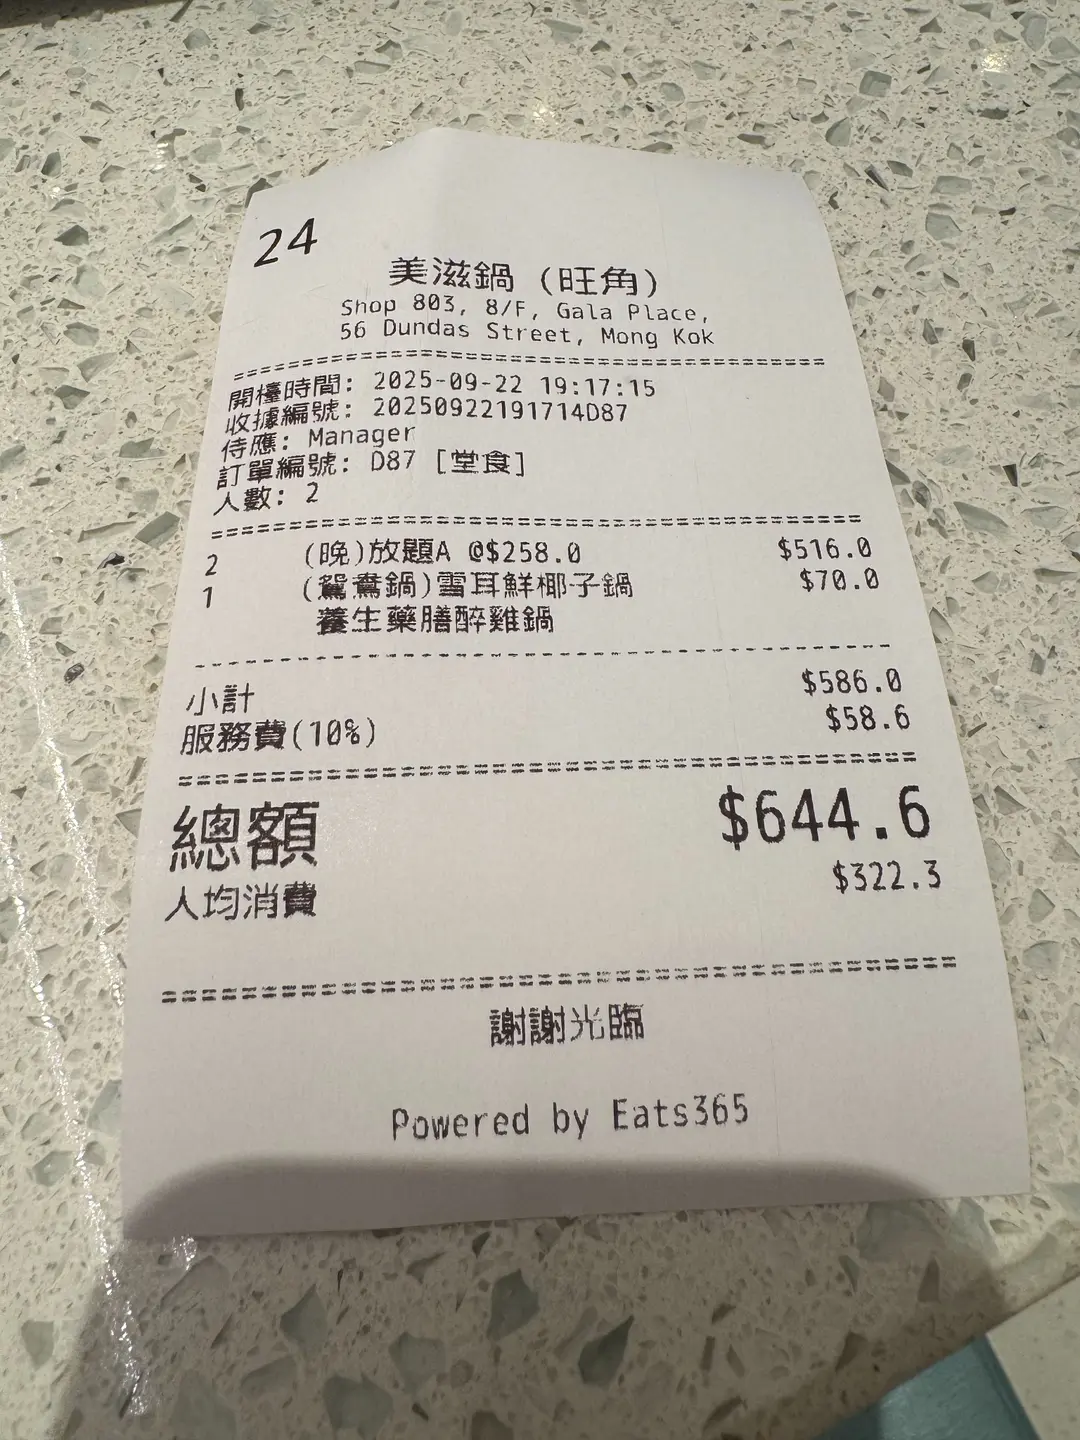 24
美滋鍋 (旺角)
Shop 803, 8/F, Gala Place,
56 Dundas Street, Mong Kok
開檯時間: 2025-09-22 19:17:15
收據編號: 20250922191714D87
侍應: Manager
訂單編號: D87 [堂食]
人數: 2
2 (晚)放題A @$258.0 $516.0
1 (鴛鴦鍋)雪耳鮮椰子鍋 $70.0
養生藥膳醉雞鍋
小計 $586.0
服務費(10%) $58.6
總額 $644.6
人均消費 $322.3
謝謝光臨
Powered by Eats365